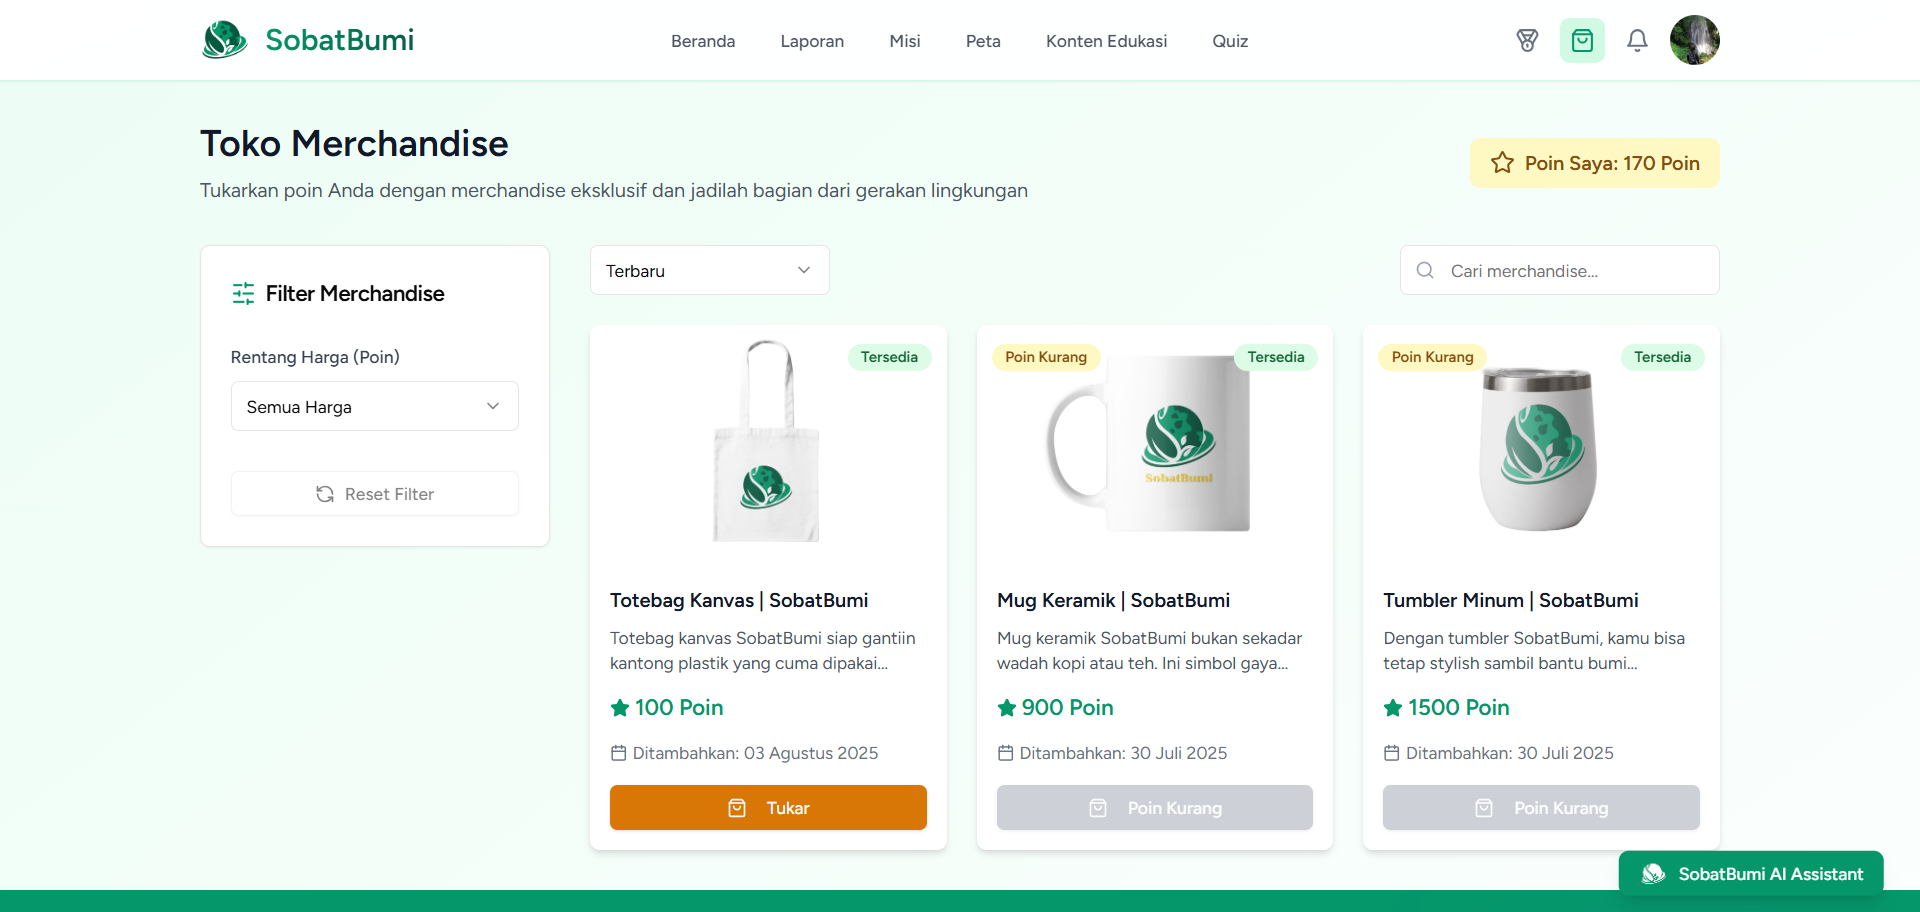 SobatBumi
Beranda
Laporan
Misi
Peta
Konten Edukasi
Quiz
Toko Merchandise
Tukarkan poin Anda dengan merchandise eksklusif dan jadilah bagian dari gerakan lingkungan
Poin Saya: 170 Poin
Filter Merchandise
Rentang Harga (Poin)
Semua Harga
Reset Filter
Terbaru
Cari merchandise...
Tersedia
Totebag Kanvas | SobatBumi
Totebag kanvas SobatBumi siap gantiin
kantong plastik yang cuma dipakai...
100 Poin
Ditambahkan: 03 Agustus 2025
Tukar
Poin Kurang
Tersedia
SobatBumi
Mug Keramik | SobatBumi
Mug keramik SobatBumi bukan sekadar
wadah kopi atau teh. Ini simbol gaya...
900 Poin
Ditambahkan: 30 Juli 2025
Poin Kurang
Poin Kurang
Tersedia
Tumbler Minum | SobatBumi
Dengan tumbler SobatBumi, kamu bisa
tetap stylish sambil bantu bumi...
1500 Poin
Ditambahkan: 30 Juli 2025
Poin Kurang
SobatBumi AI Assistant